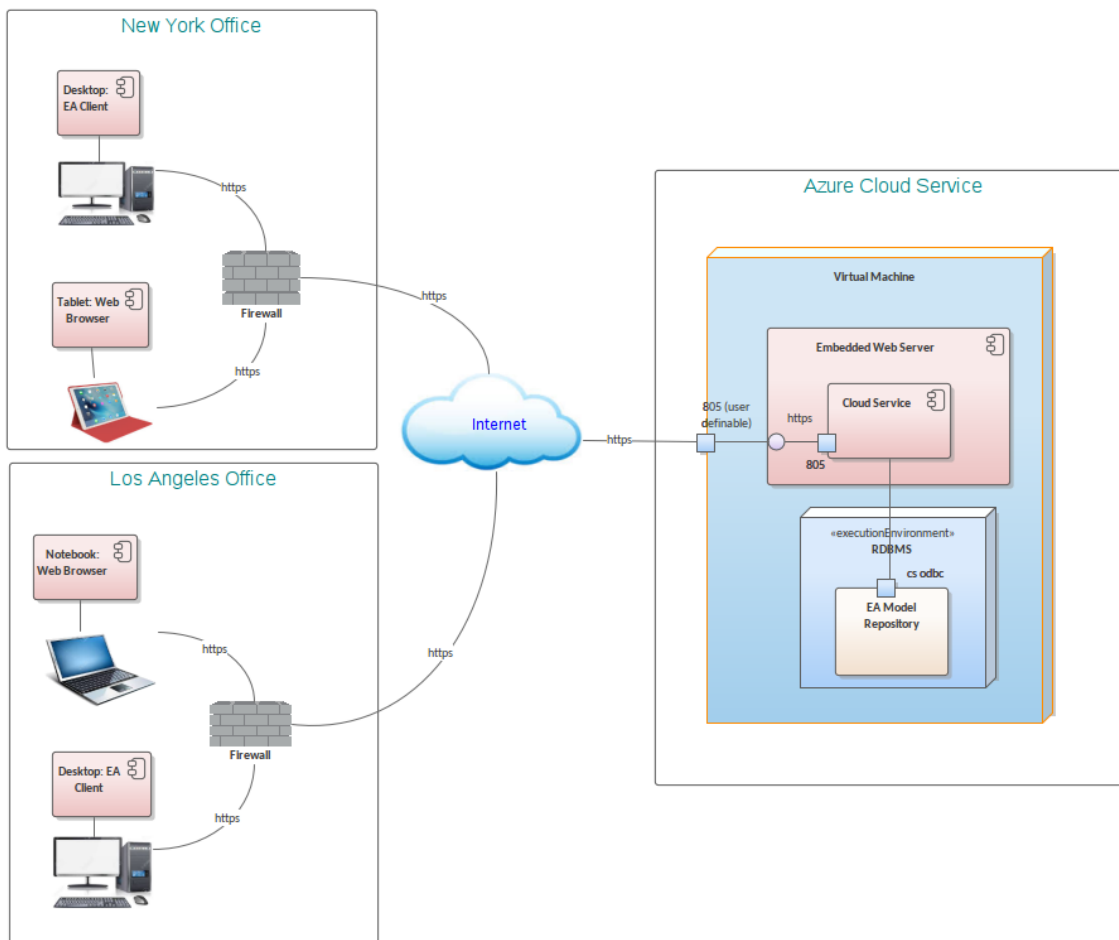 New York Office
Desktop:
EA Client
https
Firewall
Tablet: Web
Browser
https
https
Internet
Los Angeles Office
Notebook:
Web Browser
https
Firewall
https
Desktop: EA
Client
https
https
Azure Cloud Service
Virtual Machine
Embedded Web Server
Cloud Service
805 (user
definable)
https
805
«executionEnvironment»
RDBMS
cs odbc
EA Model
Repository